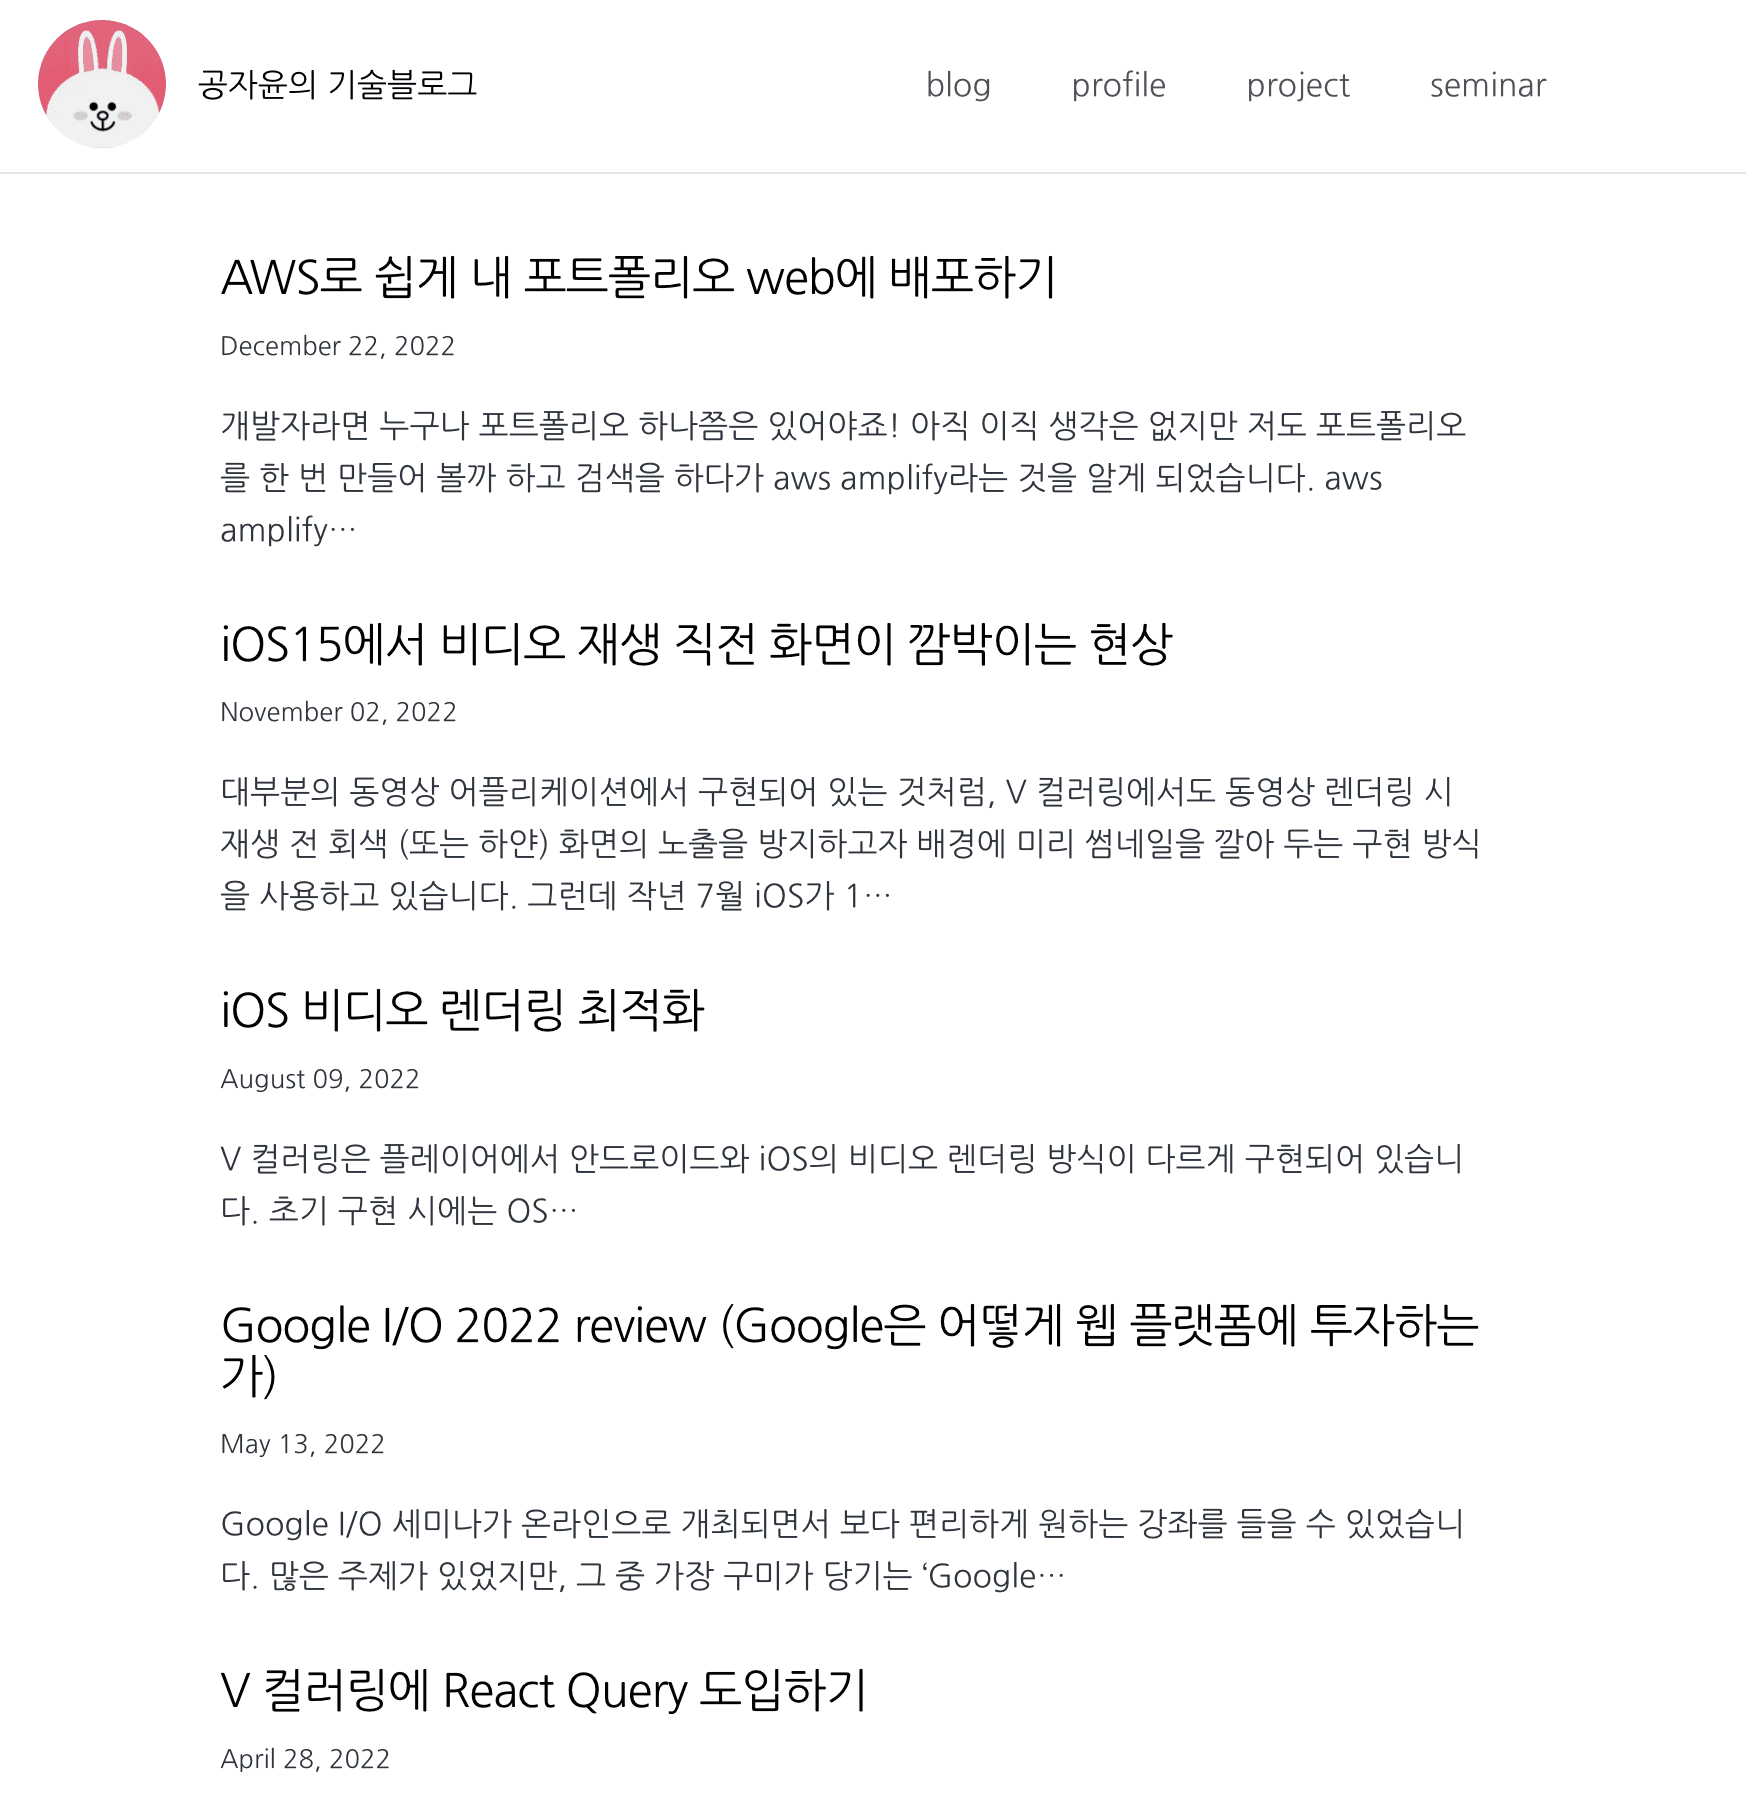 공자윤의 기술블로그
blog profile project seminar
AWS로 쉽게 내 포트폴리오 web에 배포하기
December 22, 2022
개발자라면 누구나 포트폴리오 하나쯤은 있어야죠! 아직 이직 생각은 없지만 저도 포트폴리오
를 한 번 만들어 볼까 하고 검색을 하다가 aws amplify라는 것을 알게 되었습니다. aws
amplify…
iOS15에서 비디오 재생 직전 화면이 깜박이는 현상
November 02, 2022
대부분의 동영상 어플리케이션에서 구현되어 있는 것처럼, V 컬러링에서도 동영상 렌더링 시
재생 전 회색 (또는 하얀) 화면의 노출을 방지하고자 배경에 미리 썸네일을 깔아 두는 구현 방식
을 사용하고 있습니다. 그런데 작년 7월 iOS가 1…
iOS 비디오 렌더링 최적화
August 09, 2022
V 컬러링은 플레이어에서 안드로이드와 iOS의 비디오 렌더링 방식이 다르게 구현되어 있습니
다. 초기 구현 시에는 OS…
Google I/O 2022 review (Google은 어떻게 웹 플랫폼에 투자하는
가)
May 13, 2022
Google I/O 세미나가 온라인으로 개최되면서 보다 편리하게 원하는 강좌를 들을 수 있었습니
다. 많은 주제가 있었지만, 그 중 가장 구미가 당기는 ‘Google…
V 컬러링에 React Query 도입하기
April 28, 2022